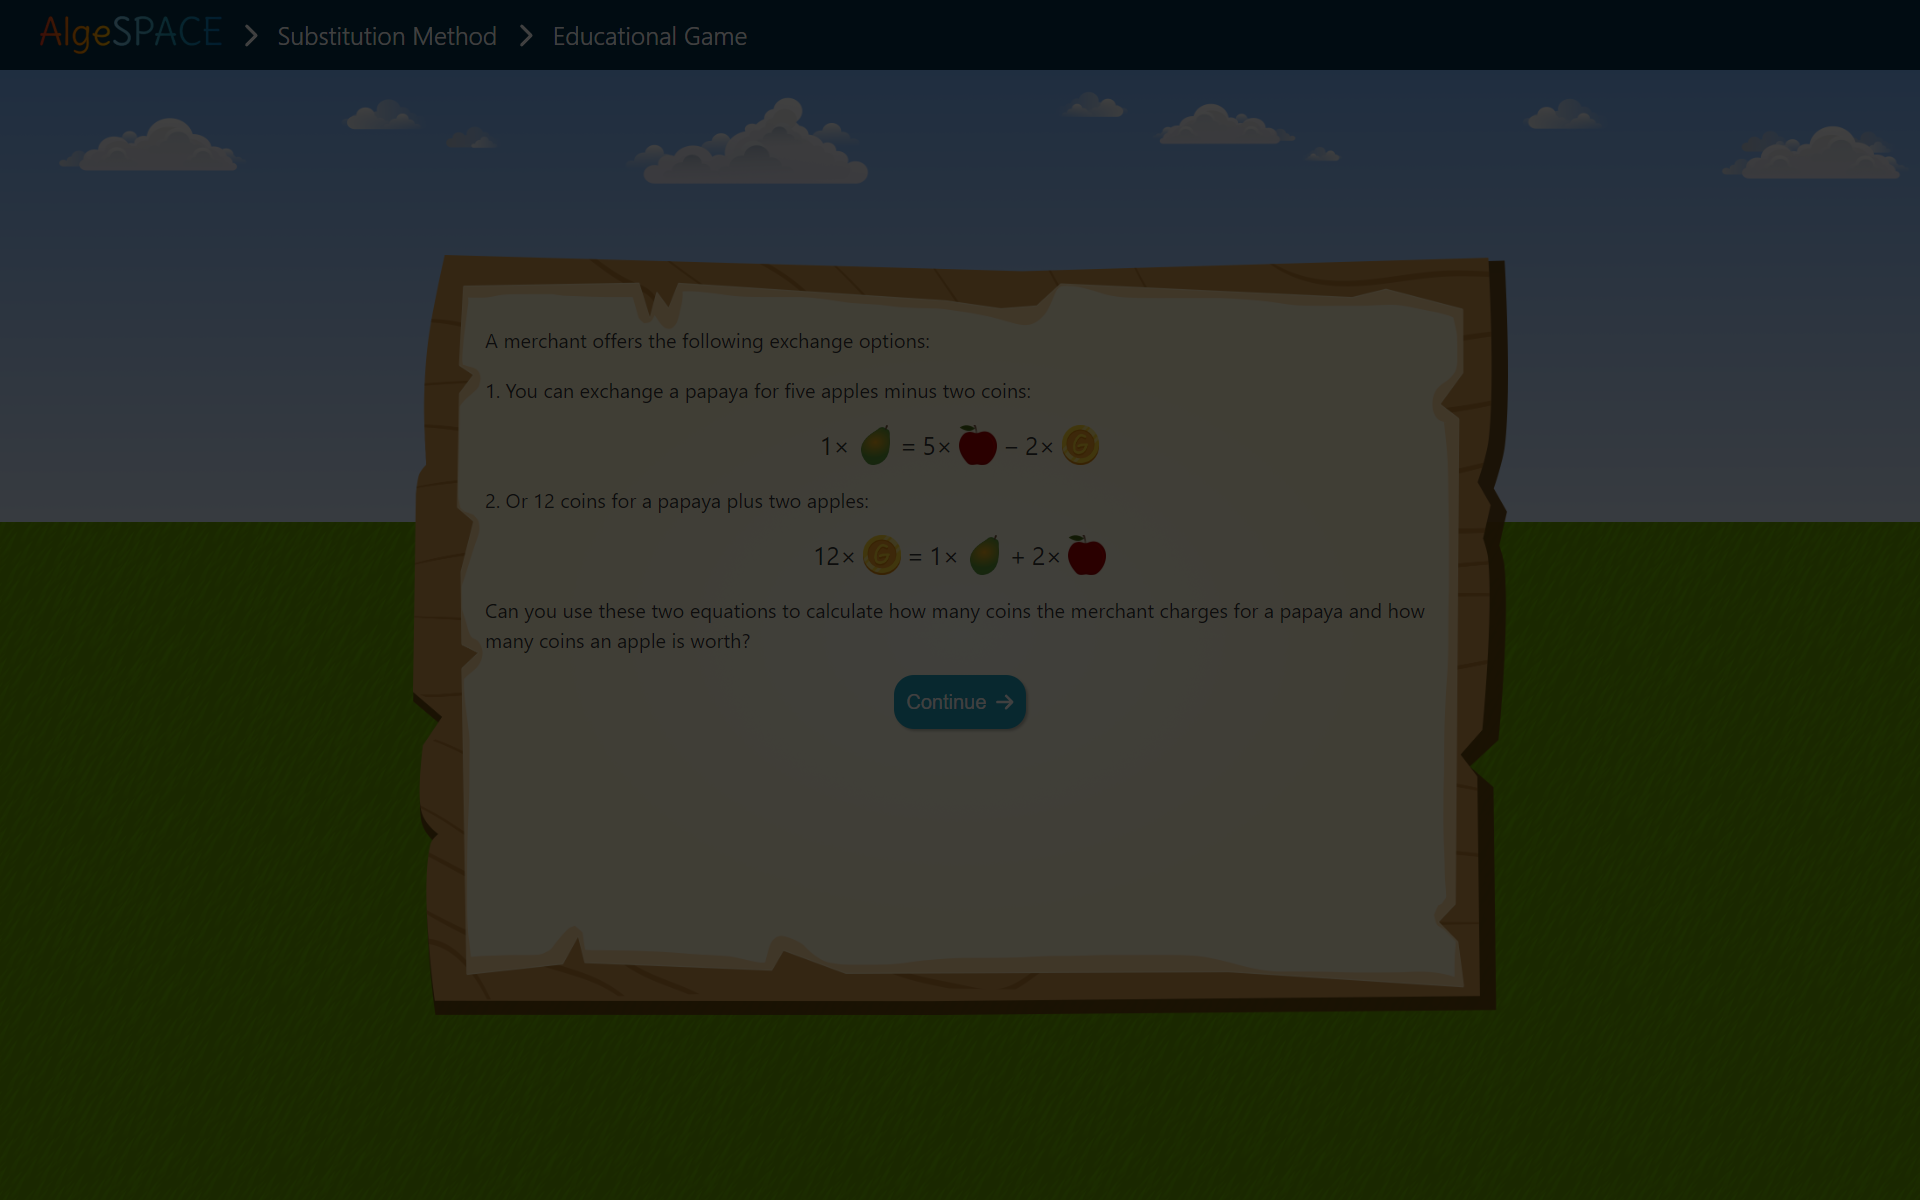 AlgeSPACE > Substitution Method > Educational Game
A merchant offers the following exchange options:
1. You can exchange a papaya for five apples minus two coins:
1× = 5× − 2× G
2. Or 12 coins for a papaya plus two apples:
12× G = 1× + 2×
Can you use these two equations to calculate how many coins the merchant charges for a papaya and how
many coins an apple is worth?
Continue →